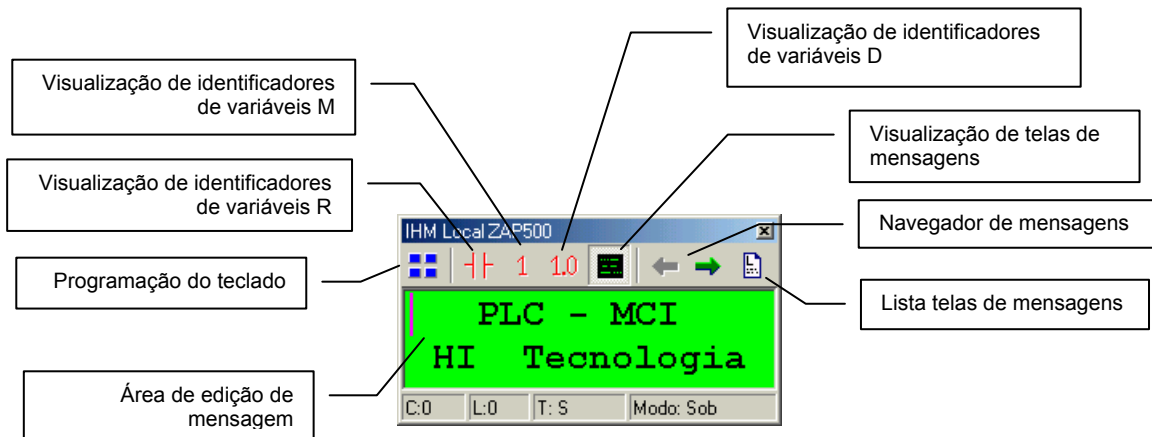 Visualização de identificadores
de variáveis D
Visualização de identificadores
de variáveis M
Visualização de telas de
mensagens
Visualização de identificadores
de variáveis R
Navegador de mensagens
IHM Local ZAP500
1 1.0
Programação do teclado
Lista telas de mensagens
PLC - MCI
HI Tecnologia
Área de edição de
mensagem
C:0 L:0 T: S Modo: Sob